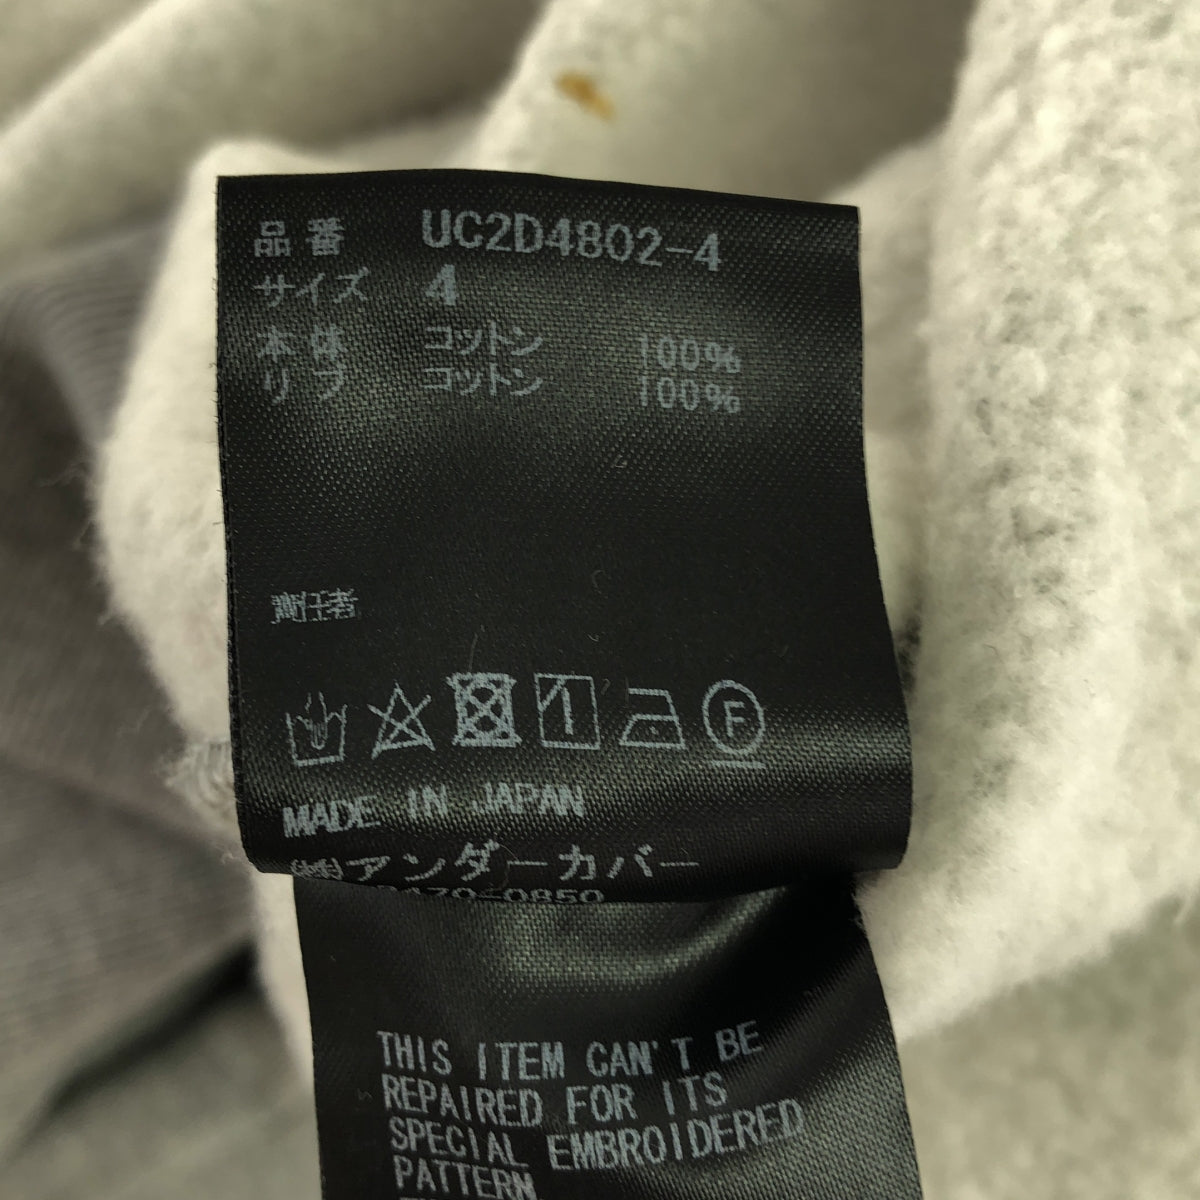 品番 UC2D4802-4
サイズ 4
本体 コットン 100%
リブ コットン 100%
責任者
F
MADE IN JAPAN
㈱アンダーカバー
3470-0850
THIS ITEM CAN'T BE
REPAIRED FOR ITS
SPECIAL EMBROIDERED
PATTERN